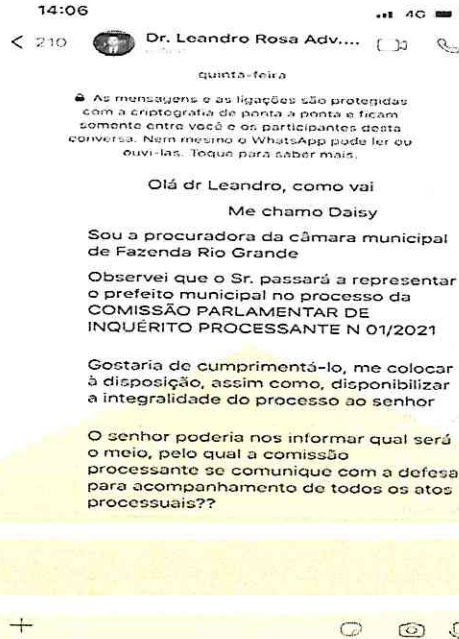 14:06
4G
210
Dr. Leandro Rosa Adv....
quinta-feira
As mensagens e as ligações são protegidas
com a criptografia de ponta a ponta e ficam
somente entre você e os participantes desta
conversa. Nem mesmo o WhatsApp pode ler ou
ouvi-las. Toque para saber mais.
Olá dr Leandro, como vai
Me chamo Daisy
Sou a procuradora da câmara municipal
de Fazenda Rio Grande
Observei que o Sr. passará a representar
o prefeito municipal no processo da
COMISSÃO PARLAMENTAR DE
INQUÉRITO PROCESSANTE N 01/2021
Gostaria de cumprimentá-lo, me colocar
à disposição, assim como, disponibilizar
a integralidade do processo ao senhor
O senhor poderia nos informar qual será
o meio, pelo qual a comissão
processante se comunique com a defesa
para acompanhamento de todos os atos
processuais??